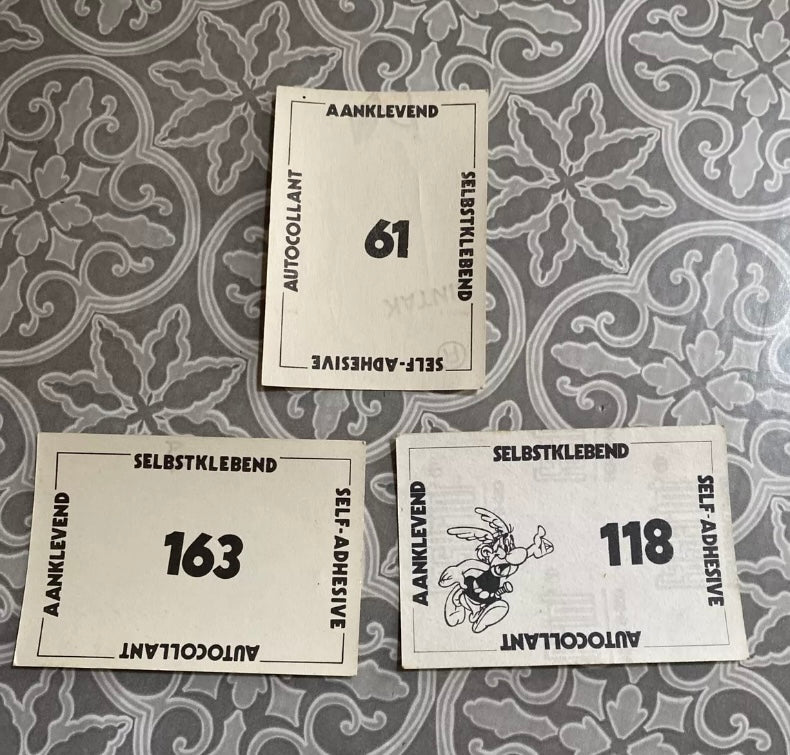 AANKLEVEND
AUTOCOLLANT
61
SELBSTKLEBEND
SELF-ADHESIVE
SELBSTKLEBEND
AANKLEVEND
163
SELF-ADHESIVE
AUTOCOLLANT
SELBSTKLEBEND
AANKLEVEND
118
SELF-ADHESIVE
AUTOCOLLANT